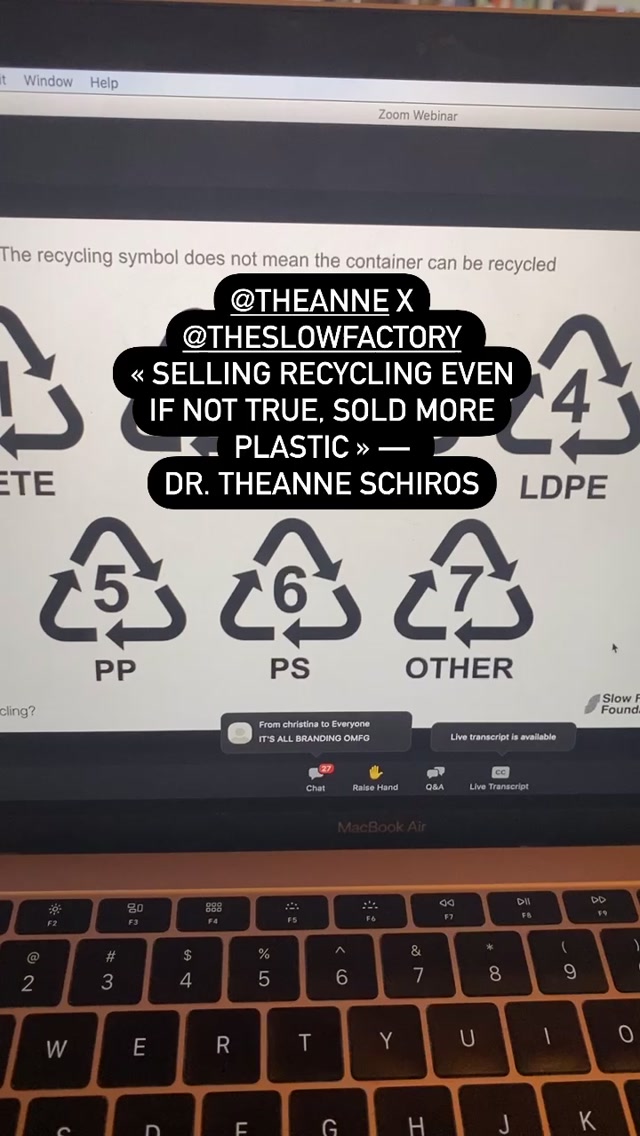 Window Help
Zoom Webinar
The recycling symbol does not mean the container can be recycled
@THEANNE X
@THESLOWFACTORY
« SELLING RECYCLING EVEN
IF NOT TRUE, SOLD MORE
PLASTIC » —
DR. THEANNE SCHIROS
4
ETE
LDPE
5
6
7
PP
PS
OTHER
cling?
Slow F
Found
From christina to Everyone
IT'S ALL BRANDING OMFG
Live transcript is available
27
CC
Chat
Raise Hand
Q&A
Live Transcript
MacBook Air
F2
F3
F4
F5
F6
F7
F8
F9
@ # $ % ^ & * (
2 3 4 5 6 7 8 9
W E R T Y U I O
S D F G H J K